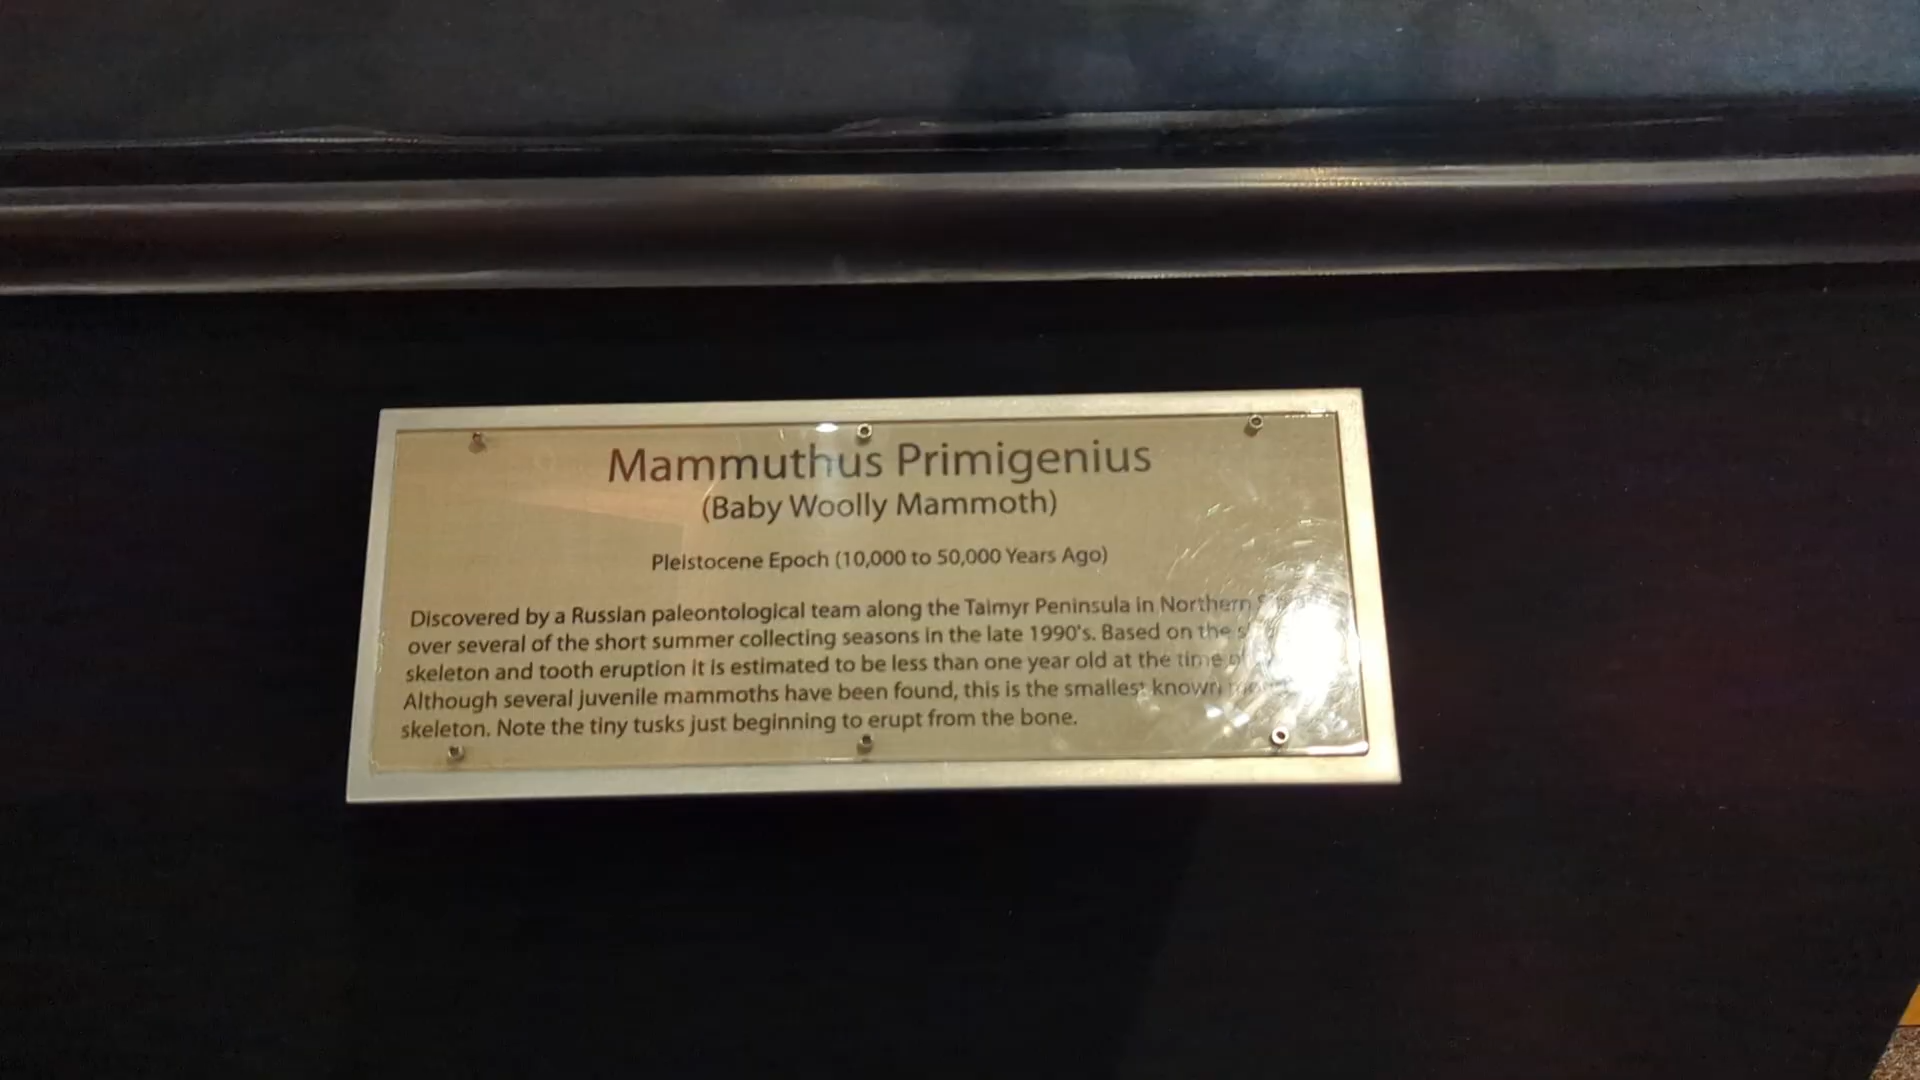 Mammuthus Primigenius
(Baby Woolly Mammoth)
Pleistocene Epoch (10,000 to 50,000 Years Ago)
Discovered by a Russian paleontological team along the Taimyr Peninsula in Northern
over several of the short summer collecting seasons in the late 1990's. Based on the
skeleton and tooth eruption it is estimated to be less than one year old at the time
Although several juvenile mammoths have been found, this is the smallest known
skeleton. Note the tiny tusks just beginning to erupt from the bone.